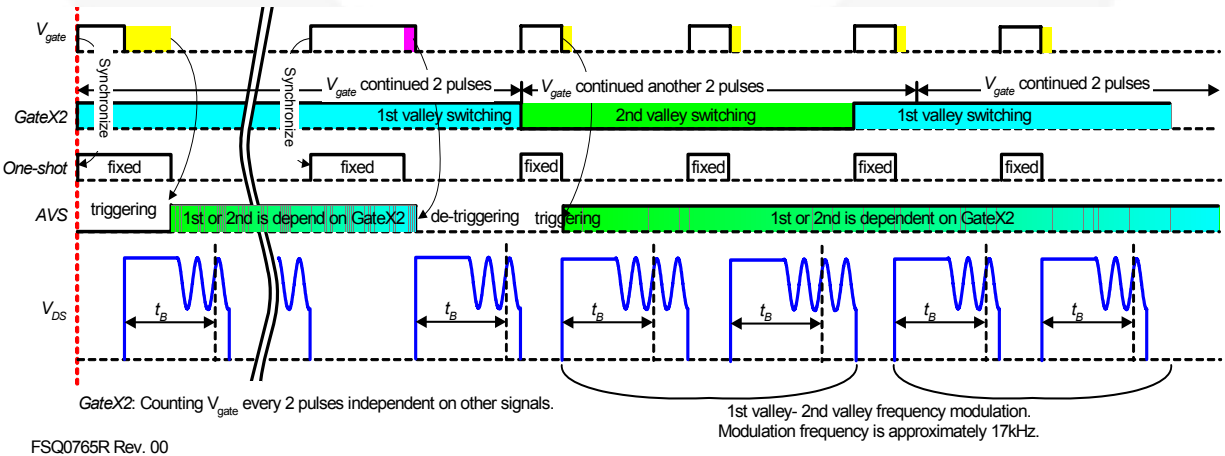 Vgate
Synchronize
Synchronize
Vgate continued 2 pulses
Vgate continued another 2 pulses
Vgate continued 2 pulses
GateX2
1st valley switching
2nd valley switching
1st valley switching
One-shot
fixed
fixed
fixed
fixed
fixed
fixed
AVS
triggering
1st or 2nd is depend on GateX2
de-triggering
triggering
1st or 2nd is dependent on GateX2
VDS
tB
tB
tB
tB
tB
tB
GateX2: Counting Vgate every 2 pulses independent on other signals.
1st valley- 2nd valley frequency modulation.
Modulation frequency is approximately 17kHz.
FSQ0765R Rev. 00